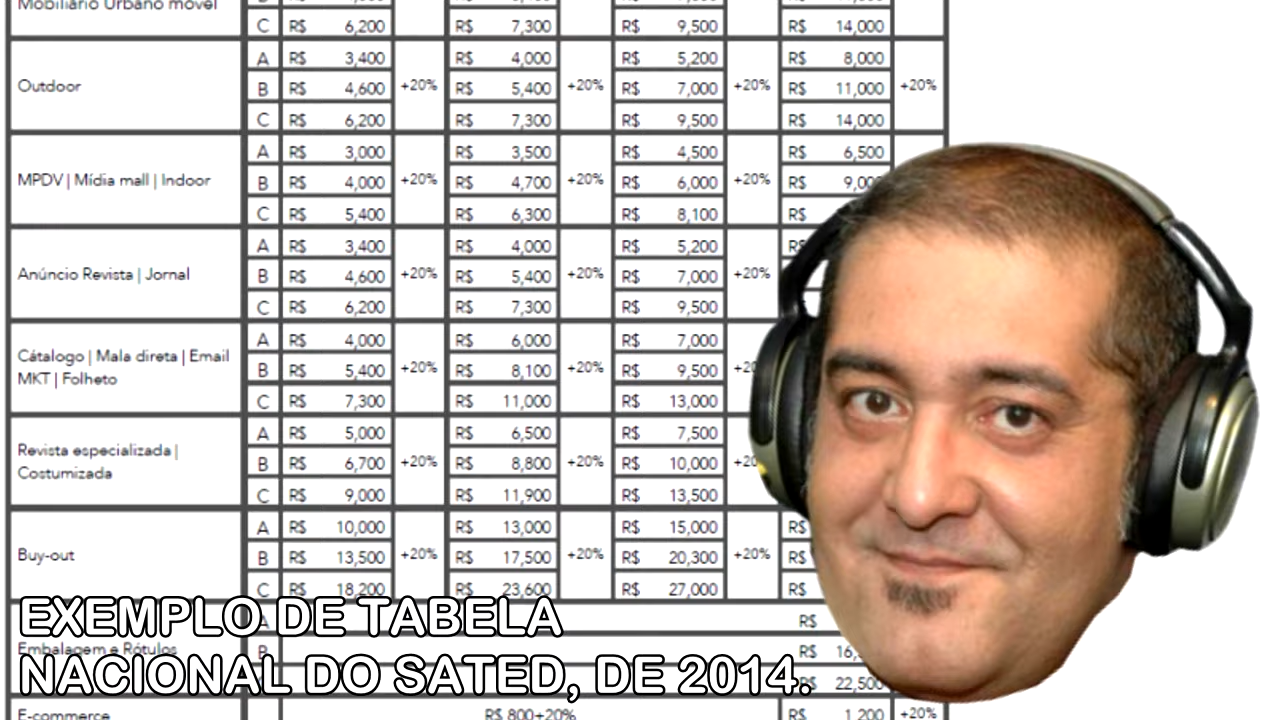 Mobiliário Urbano móvel
C R$ 6,200 R$ 7,300 R$ 9,500 R$ 14,000
A R$ 3,400 R$ 4,000 R$ 5,200 R$ 8,000
Outdoor B R$ 4,600 +20% R$ 5,400 +20% R$ 7,000 +20% R$ 11,000 +20%
C R$ 6,200 R$ 7,300 R$ 9,500 R$ 14,000
A R$ 3,000 R$ 3,500 R$ 4,500 R$ 6,500
MPDV | Mídia mall | Indoor B R$ 4,000 +20% R$ 4,700 +20% R$ 6,000 +20% R$ 9,000
C R$ 5,400 R$ 6,300 R$ 8,100 R$
A R$ 3,400 R$ 4,000 R$ 5,200 R$
Anúncio Revista | Jornal B R$ 4,600 +20% R$ 5,400 +20% R$ 7,000 +20%
C R$ 6,200 R$ 7,300 R$ 9,500
A R$ 4,000 R$ 6,000 R$ 7,000
Cátalogo | Mala direta | Email
B R$ 5,400 +20% R$ 8,100 +20% R$ 9,500
MKT | Folheto
C R$ 7,300 R$ 11,000 R$ 13,000
A R$ 5,000 R$ 6,500 R$ 7,500
Revista especializada |
B R$ 6,700 +20% R$ 8,800 +20% R$ 10,000
Costumizada
C R$ 9,000 R$ 11,900 R$ 13,500
A R$ 10,000 R$ 13,000 R$ 15,000 R$
Buy-out B R$ 13,500 +20% R$ 17,500 +20% R$ 20,300 +20% R$
C R$ 18,200 R$ 23,600 R$ 27,000 R$
A R$
EXEMPLO DE TABELA
Embalagem e Rótulos B R$
NACIONAL DO SATED, DE 2014.
R$ 22,500
E-commerce R$ 800+20% R$ 1,200 +20%